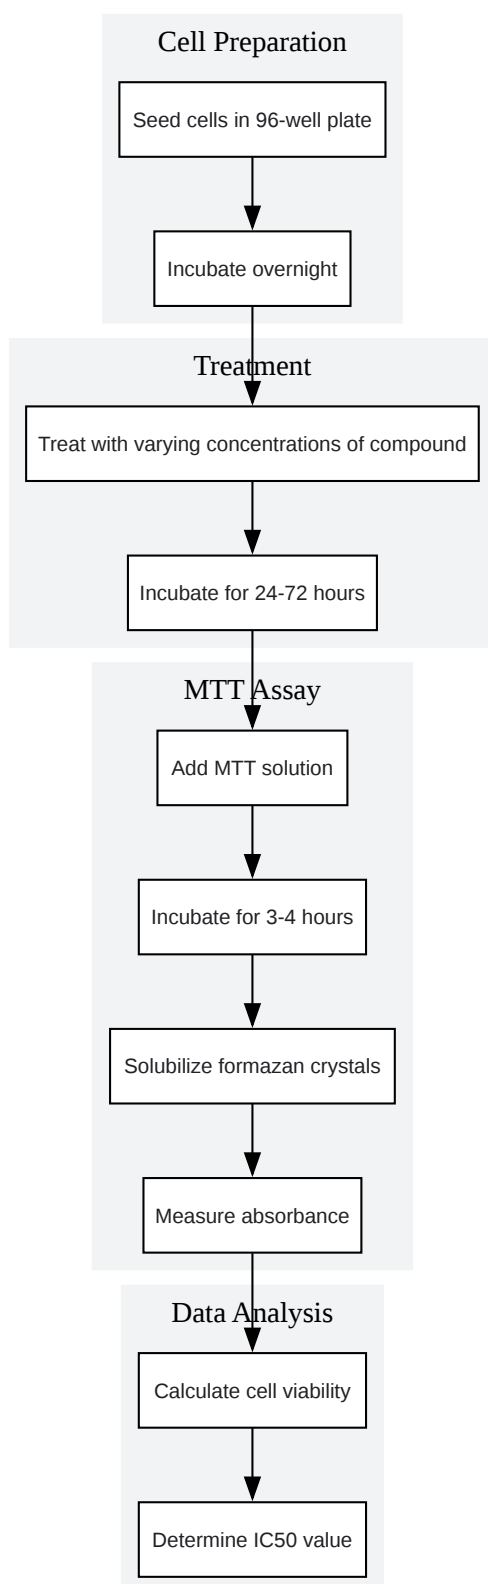 Cell Preparation
Seed cells in 96-well plate
Incubate overnight
Treatment
Treat with varying concentrations of compound
Incubate for 24-72 hours
MTT Assay
Add MTT solution
Incubate for 3-4 hours
Solubilize formazan crystals
Measure absorbance
Data Analysis
Calculate cell viability
Determine IC50 value